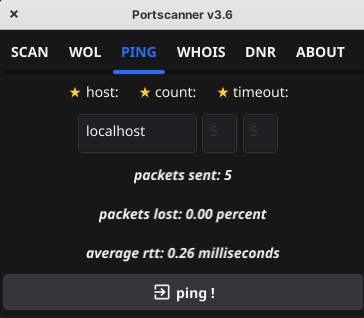 Portscanner v3.6
SCAN WOL PING WHOIS DNR ABOUT
★ host: ★ count: ★ timeout:
localhost 5 5
packets sent: 5
packets lost: 0.00 percent
average rtt: 0.26 milliseconds
ping !